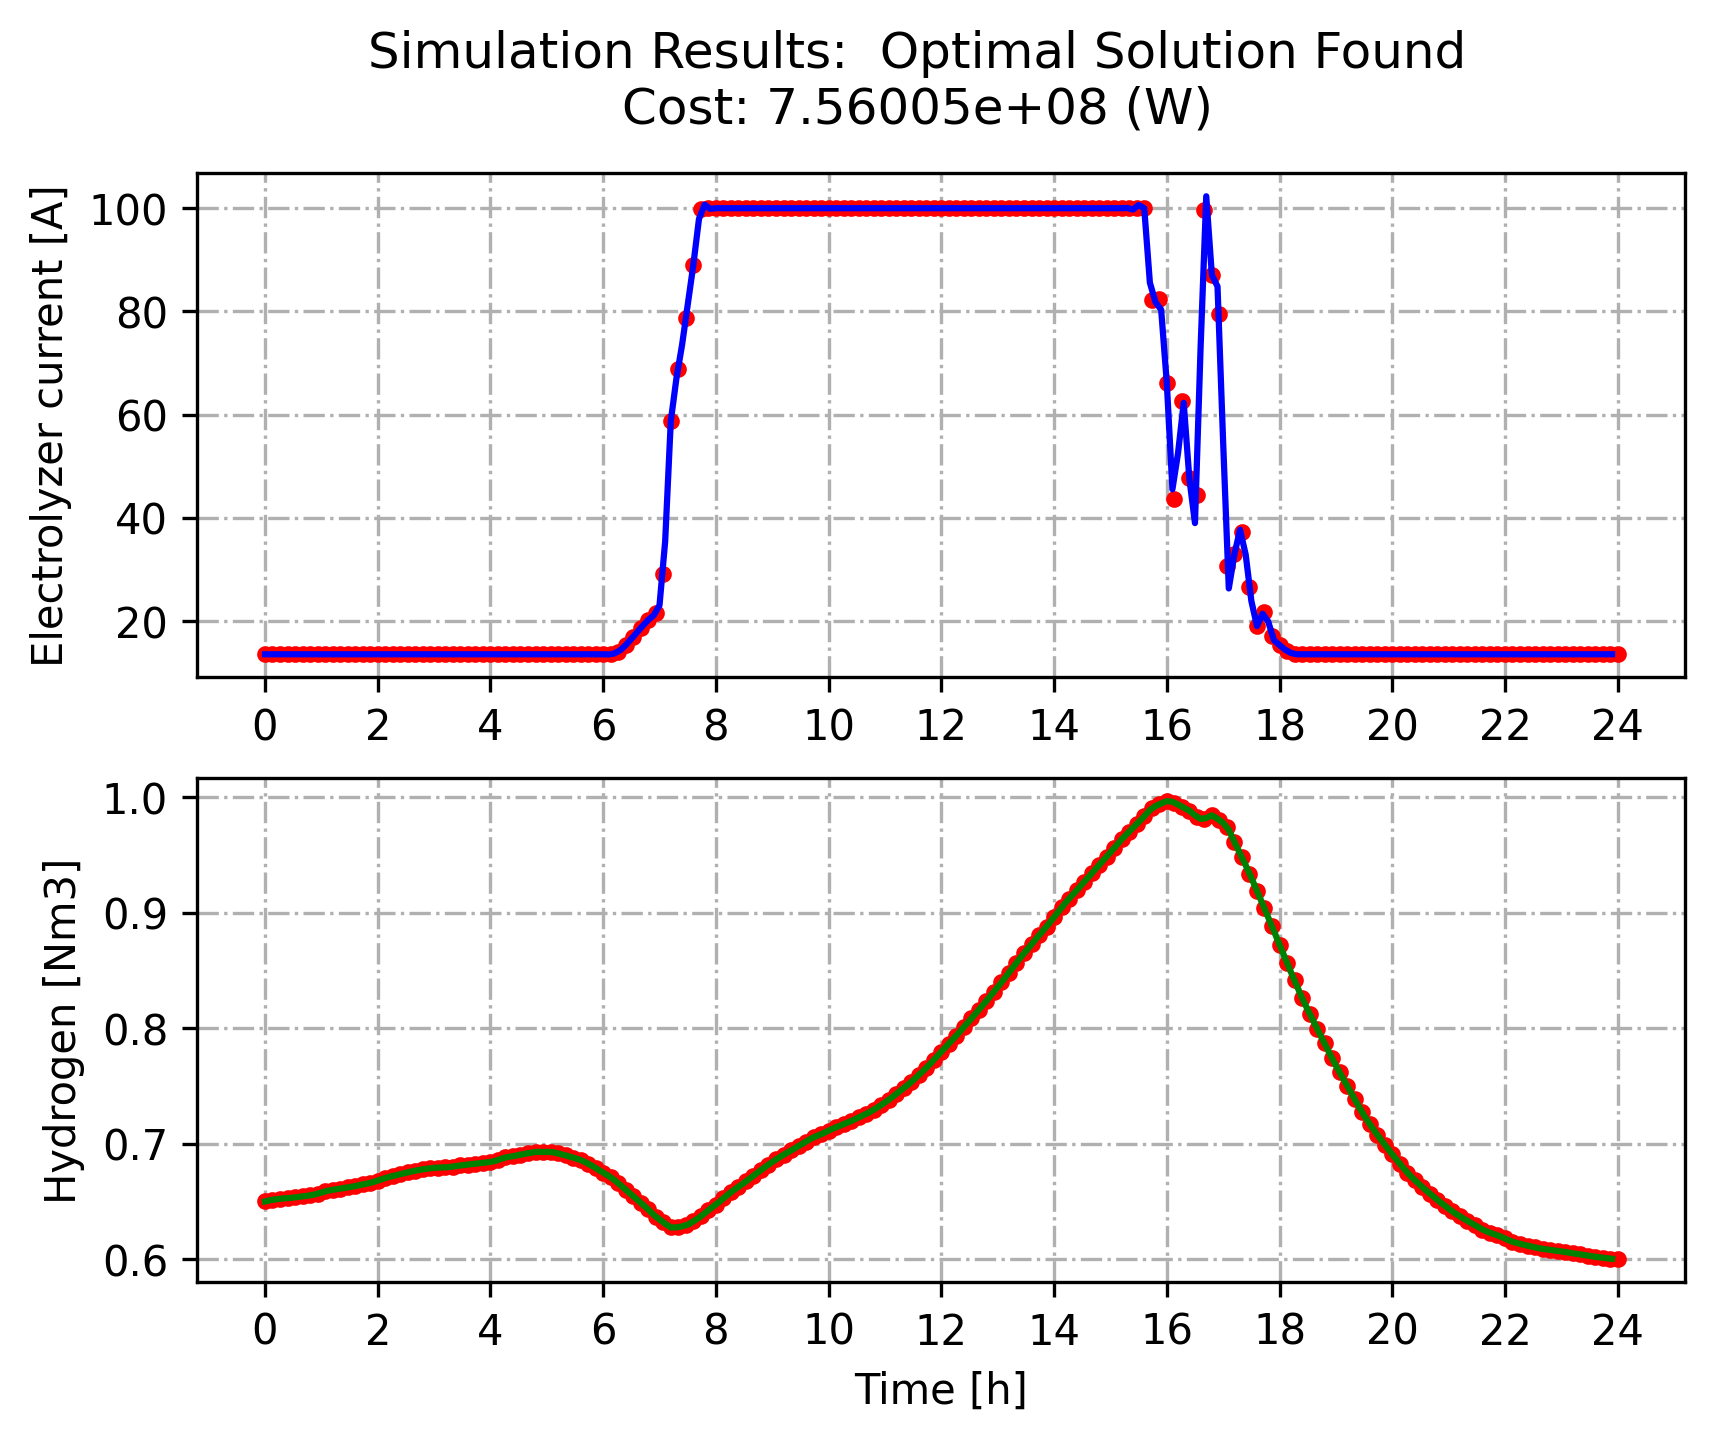 Simulation Results:  Optimal Solution Found
Cost: 7.56005e+08 (W)
Electrolyzer current [A]
100
80
60
40
20
0 2 4 6 8 10 12 14 16 18 20 22 24
Hydrogen [Nm3]
1.0
0.9
0.8
0.7
0.6
0 2 4 6 8 10 12 14 16 18 20 22 24
Time [h]